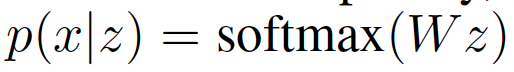 p(x|z) = softmax(Wz)